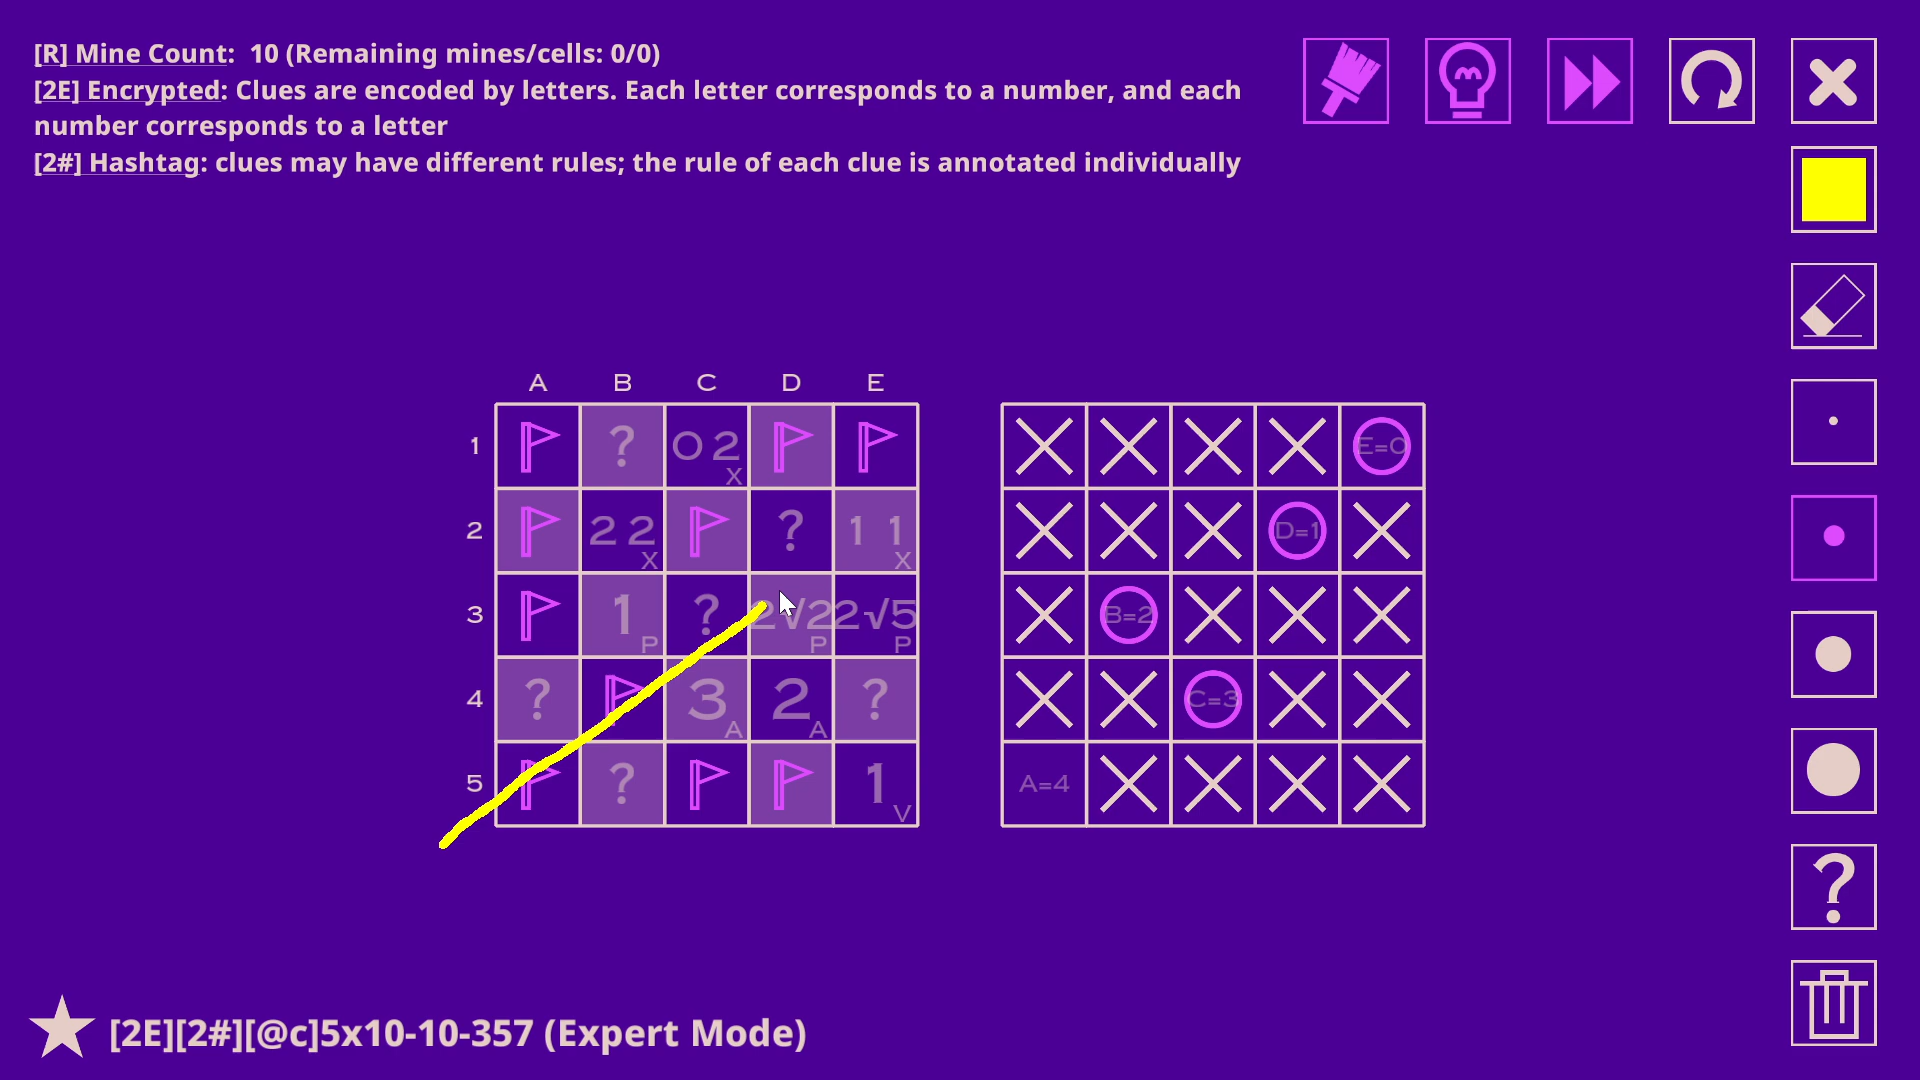 [R] Mine Count:  10 (Remaining mines/cells: 0/0)
[2E] Encrypted: Clues are encoded by letters. Each letter corresponds to a number, and each
number corresponds to a letter
[2#] Hashtag: clues may have different rules; the rule of each clue is annotated individually
A B C D E
1 ? 0 2 X E=0
2 2 2 X ? 1 1 X D=1
3 1 P ? 2√2 P 2√5 P B=2
4 ? 3 A 2 A ? C=3
5 ? 1 V A=4
?
[2E][2#][@c]5x10-10-357 (Expert Mode)